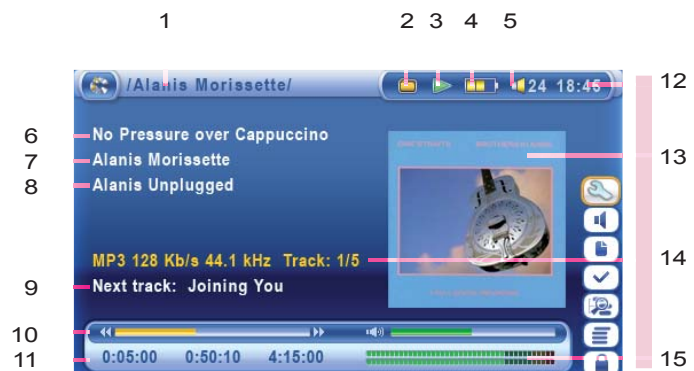 1 2 3 4 5
/Alanis Morissette/ 24 18:45 12
6 No Pressure over Cappuccino
7 Alanis Morissette 13
8 Alanis Unplugged
MP3 128 Kb/s 44.1 kHz Track: 1/5 14
9 Next track: Joining You
10
11 0:05:00 0:50:10 4:15:00 15